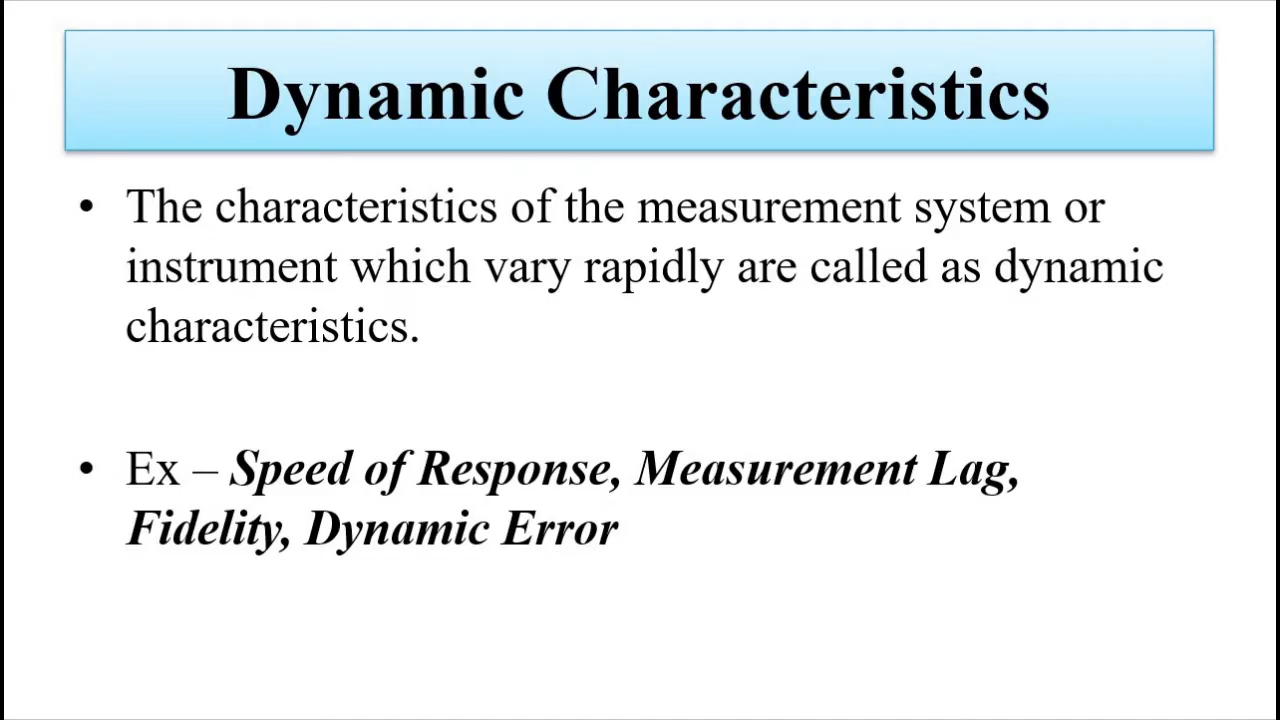 Dynamic Characteristics
• The characteristics of the measurement system or
instrument which vary rapidly are called as dynamic
characteristics.
• Ex – Speed of Response, Measurement Lag,
Fidelity, Dynamic Error